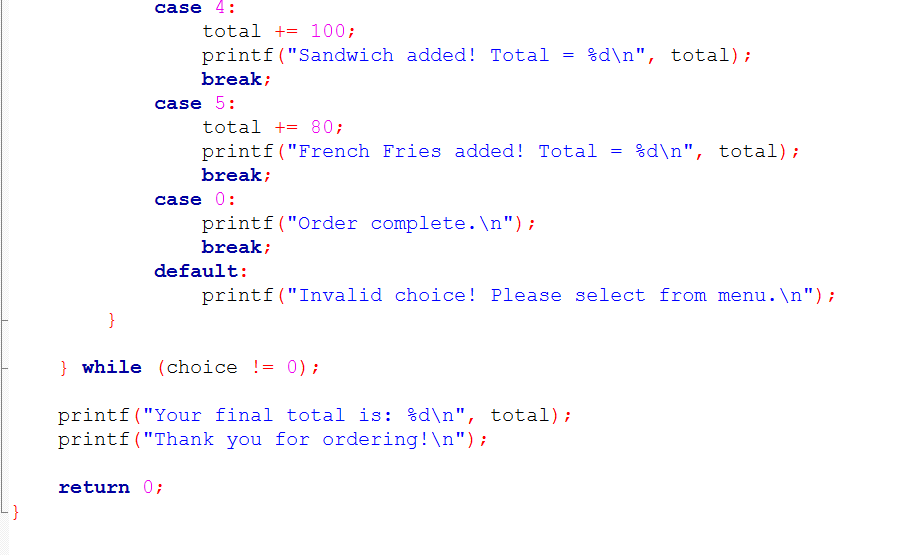 case 4:
total += 100;
printf("Sandwich added! Total = %d\n", total);
break;
case 5:
total += 80;
printf("French Fries added! Total = %d\n", total);
break;
case 0:
printf("Order complete.\n");
break;
default:
printf("Invalid choice! Please select from menu.\n");
}
} while (choice != 0);
printf("Your final total is: %d\n", total);
printf("Thank you for ordering!\n");
return 0;
}